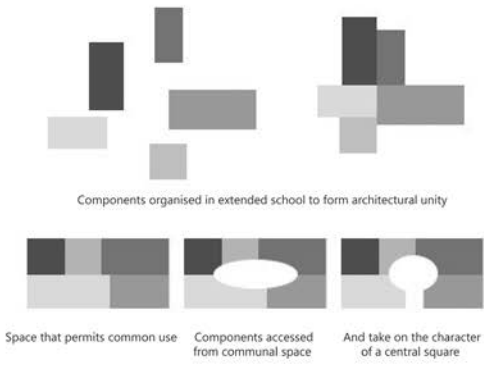 Components organised in extended school to form architectural unity
Space that permits common use
Components accessed
from communal space
And take on the character
of a central square